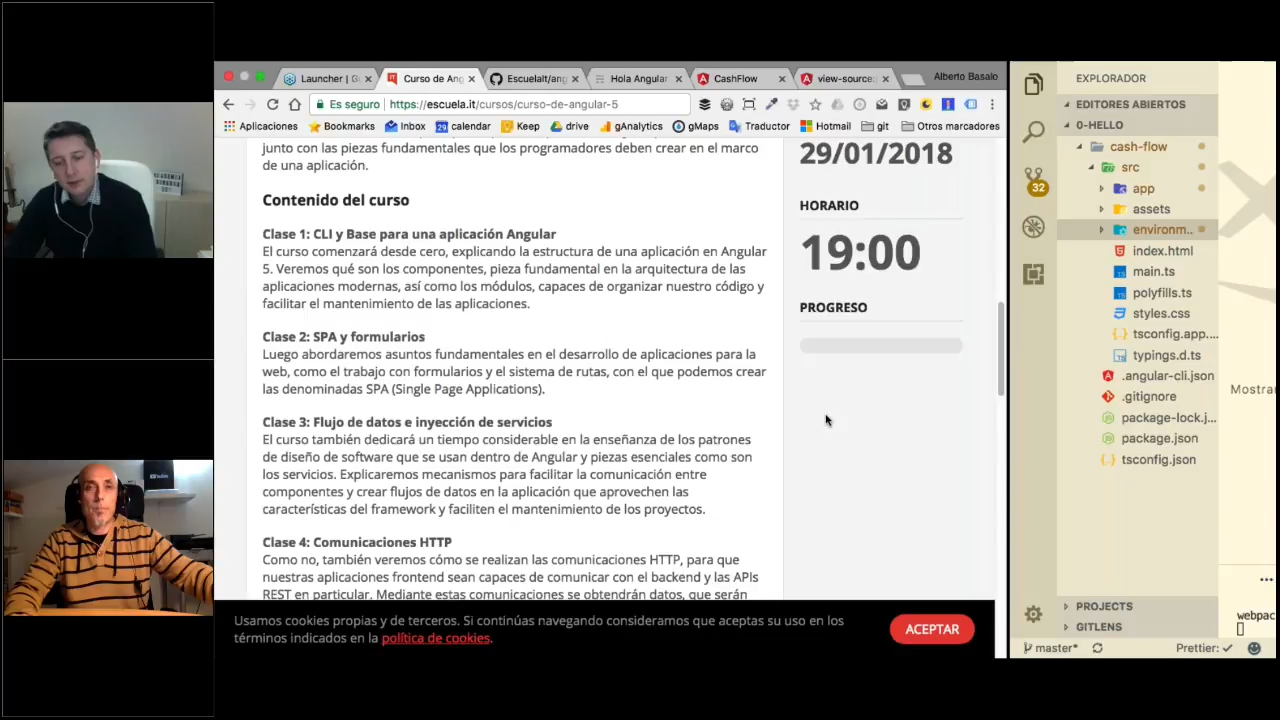 Launcher | G
Curso de Ang
Escuelait/ang
Hola Angular
CashFlow
view-source:
Alberto Basalo
Es seguro
https://escuela.it/cursos/curso-de-angular-5
Aplicaciones
Bookmarks
Inbox
calendar
Keep
drive
gAnalytics
gMaps
Traductor
Hotmail
git
Otros marcadores
junto con las piezas fundamentales que los programadores deben crear en el marco
de una aplicación.
Contenido del curso
Clase 1: CLI y Base para una aplicación Angular
El curso comenzará desde cero, explicando la estructura de una aplicación en Angular
5. Veremos qué son los componentes, pieza fundamental en la arquitectura de las
aplicaciones modernas, así como los módulos, capaces de organizar nuestro código y
facilitar el mantenimiento de las aplicaciones.
Clase 2: SPA y formularios
Luego abordaremos asuntos fundamentales en el desarrollo de aplicaciones para la
web, como el trabajo con formularios y el sistema de rutas, con el que podemos crear
las denominadas SPA (Single Page Applications).
Clase 3: Flujo de datos e inyección de servicios
El curso también dedicará un tiempo considerable en la enseñanza de los patrones
de diseño de software que se usan dentro de Angular y piezas esenciales como son
los servicios. Explicaremos mecanismos para facilitar la comunicación entre
componentes y crear flujos de datos en la aplicación que aprovechen las
características del framework y faciliten el mantenimiento de los proyectos.
Clase 4: Comunicaciones HTTP
Como no, también veremos cómo se realizan las comunicaciones HTTP, para que
nuestras aplicaciones frontend sean capaces de comunicar con el backend y las APIs
REST en particular. Mediante estas comunicaciones se obtendrán datos, que serán
29/01/2018
HORARIO
19:00
PROGRESO
Usamos cookies propias y de terceros. Si continúas navegando consideramos que aceptas su uso en los
términos indicados en la política de cookies.
ACEPTAR
EXPLORADOR
EDITORES ABIERTOS
0-HELLO
cash-flow
src
app
assets
environm...
index.html
main.ts
polyfills.ts
styles.css
tsconfig.app....
typings.d.ts
.angular-cli.json
.gitignore
package-lock.j...
package.json
tsconfig.json
32
PROJECTS
GITLENS
master*
Prettier: ✓
Mostra
webpac